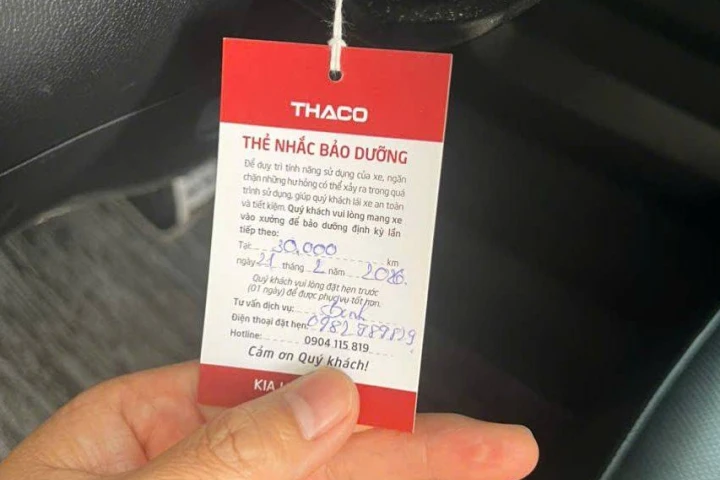 THACO
THẺ NHẮC BẢO DƯỠNG
Để duy trì tính năng sử dụng của xe, ngăn
chặn những hư hỏng có thể xảy ra trong quá
trình sử dụng, giúp quý khách lái xe an toàn
và tiết kiệm. Quý khách vui lòng mang xe
vào xưởng để bảo dưỡng định kỳ lần
tiếp theo:
Tại: 30.000 km
ngày 21 tháng 2 năm 2026.
Quý khách vui lòng đặt hẹn trước
(01 ngày) để được phục vụ tốt hơn.
Tư vấn dịch vụ:
Điện thoại đặt hẹn:
Hotline: 0904 115 819
Cảm ơn Quý khách!
KIA